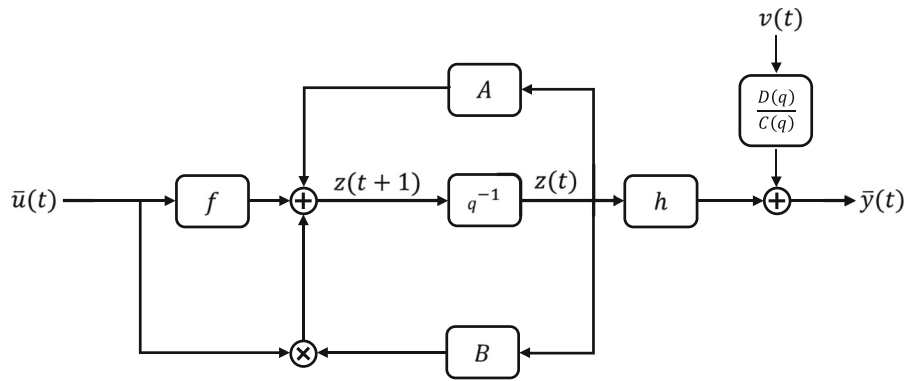 v(t)
A
D(q)
C(q)
ū(t)
f
+
z(t + 1)
q⁻¹
z(t)
h
+
ȳ(t)
×
B